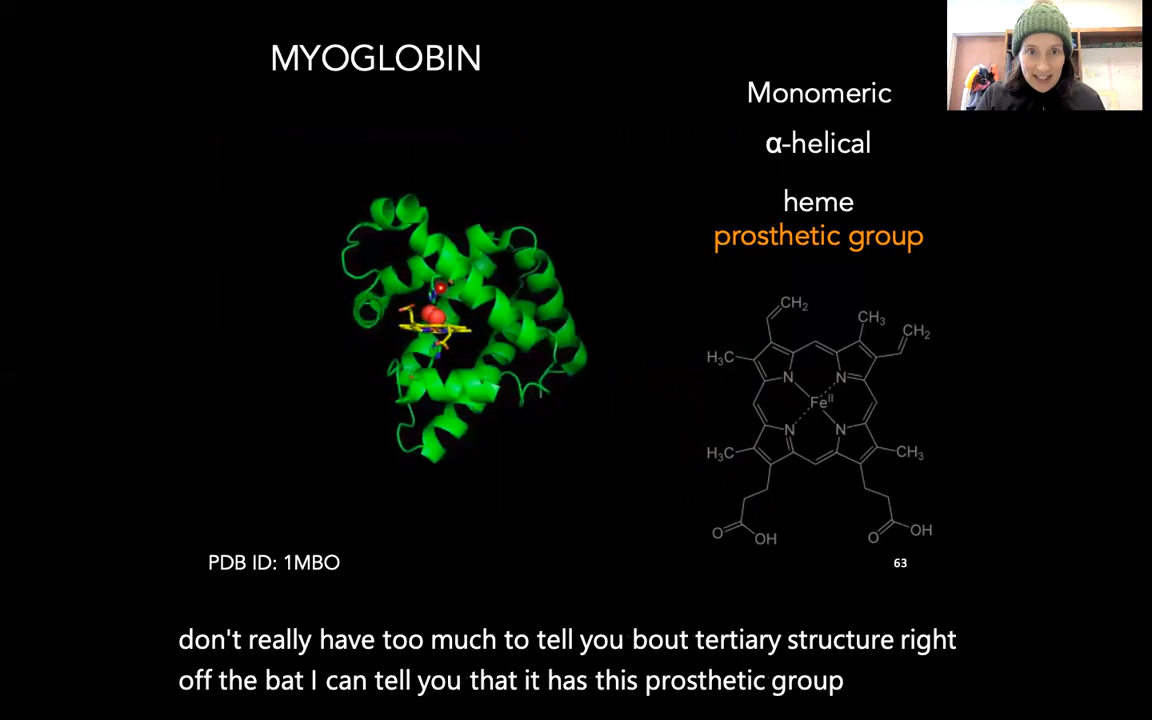 MYOGLOBIN
Monomeric
α-helical
heme
prosthetic group
CH₂
CH₃
CH₂
H₃C
N
N
Feᴵᴵ
N
N
H₃C
CH₃
O
OH
O
OH
PDB ID: 1MBO
63
don't really have too much to tell you bout tertiary structure right
off the bat I can tell you that it has this prosthetic group